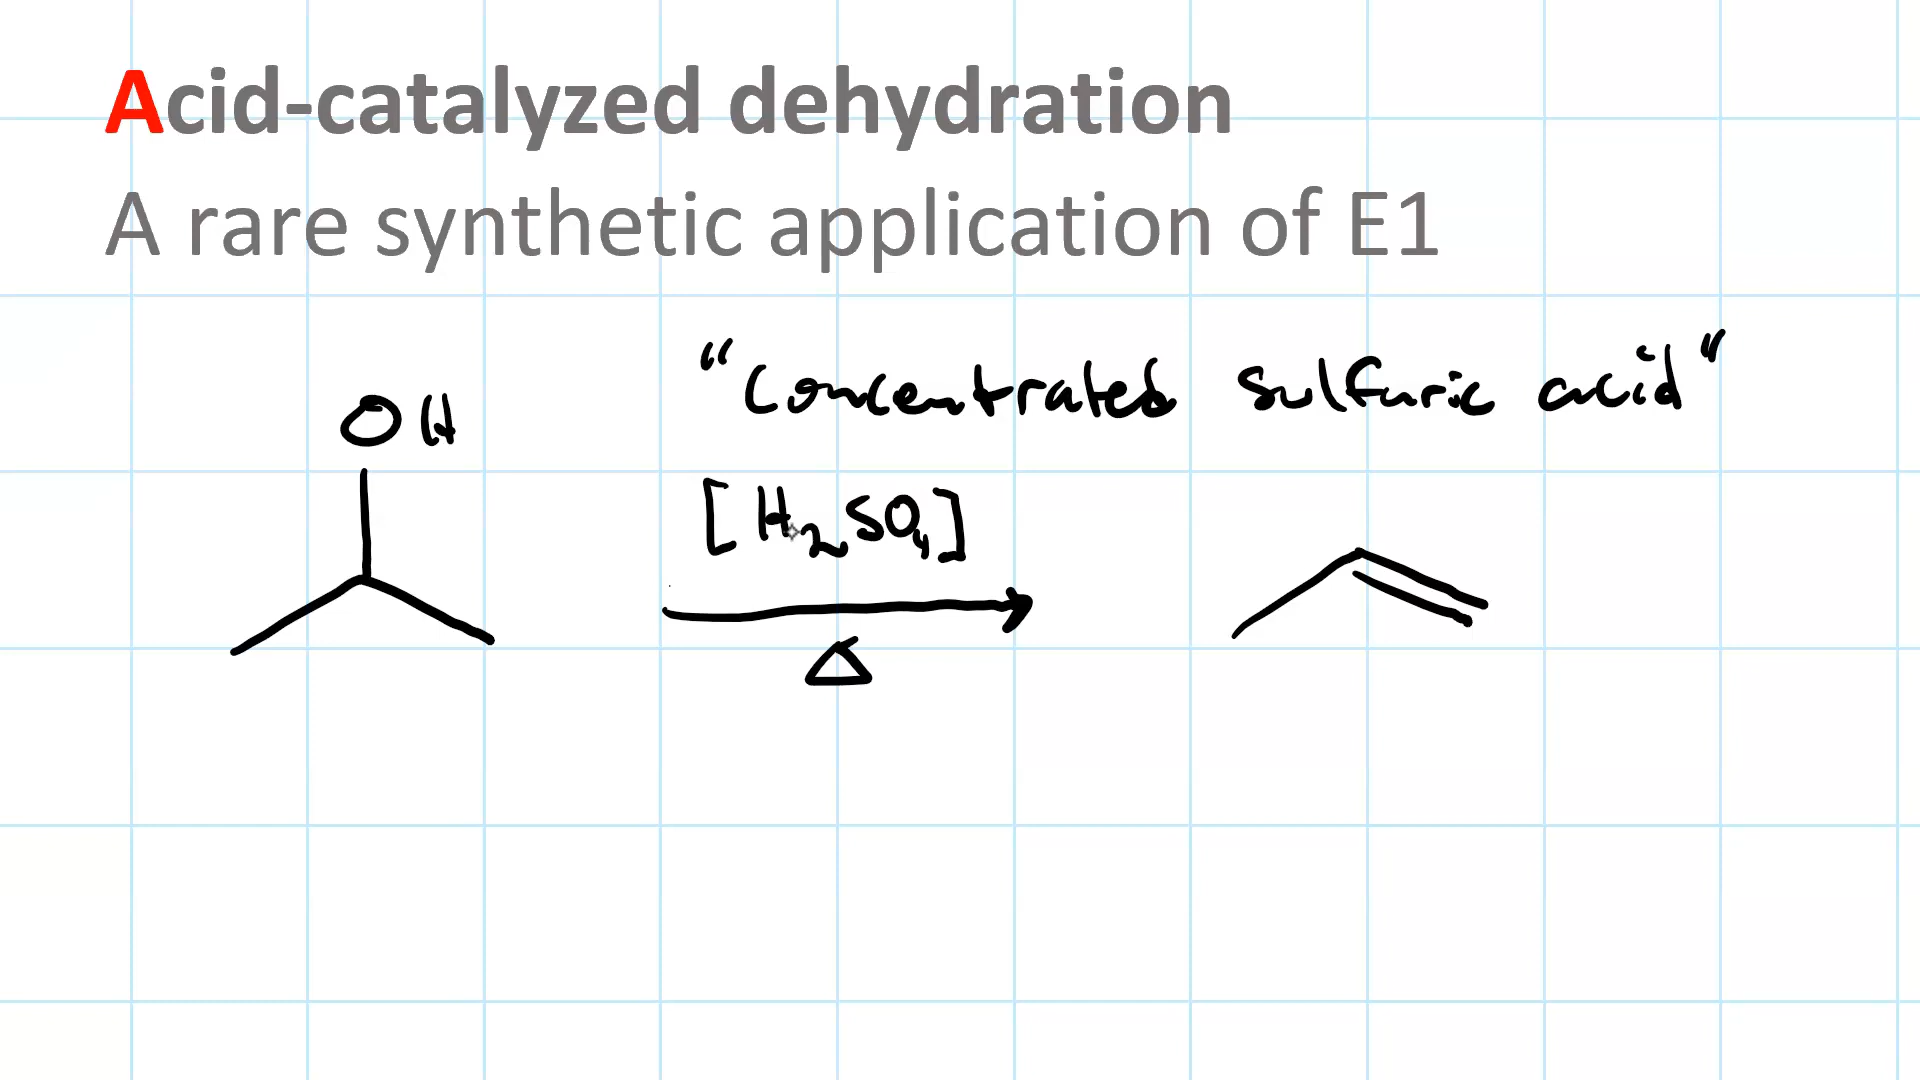 Acid-catalyzed dehydration
A rare synthetic application of E1
"concentrated sulfuric acid"
OH
[H₂SO₄]
Δ